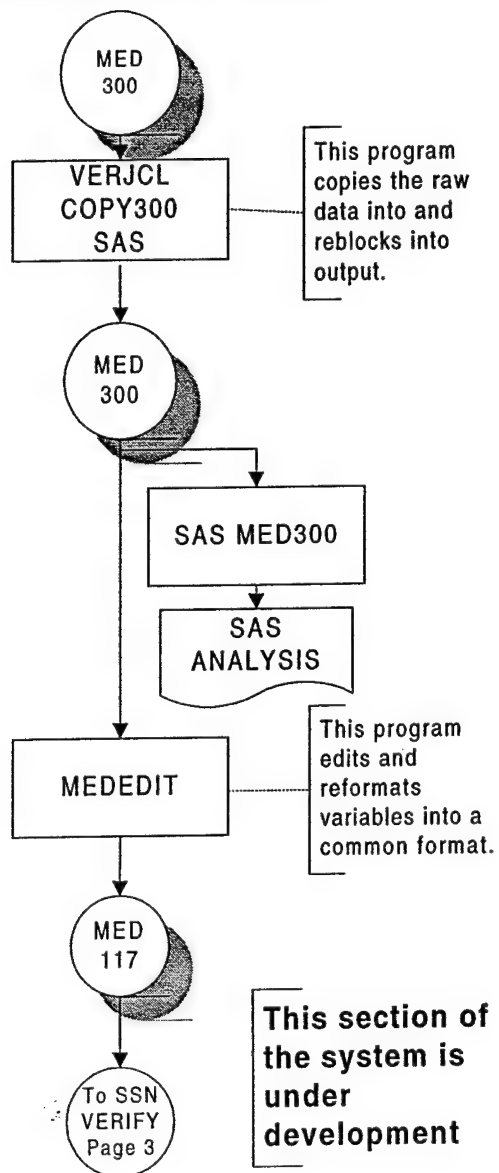 MED
300
VERJCL
COPY300
SAS
This program
copies the raw
data into and
reblocks into
output.
MED
300
SAS MED300
SAS
ANALYSIS
MEDEDIT
This program
edits and
reformats
variables into a
common format.
MED
117
To SSN
VERIFY
Page 3
This section of
the system is
under
development